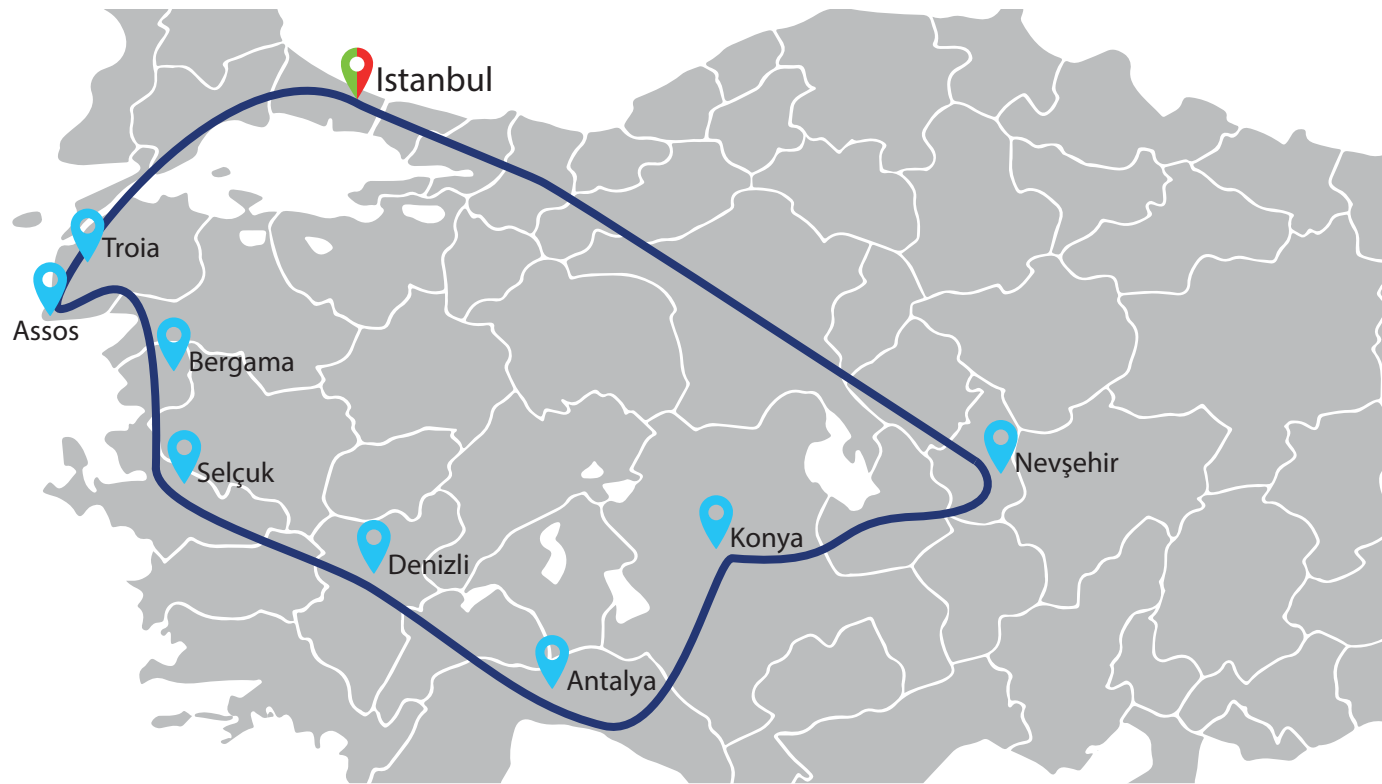 Istanbul
Troia
Assos
Bergama
Selçuk
Nevşehir
Konya
Denizli
Antalya